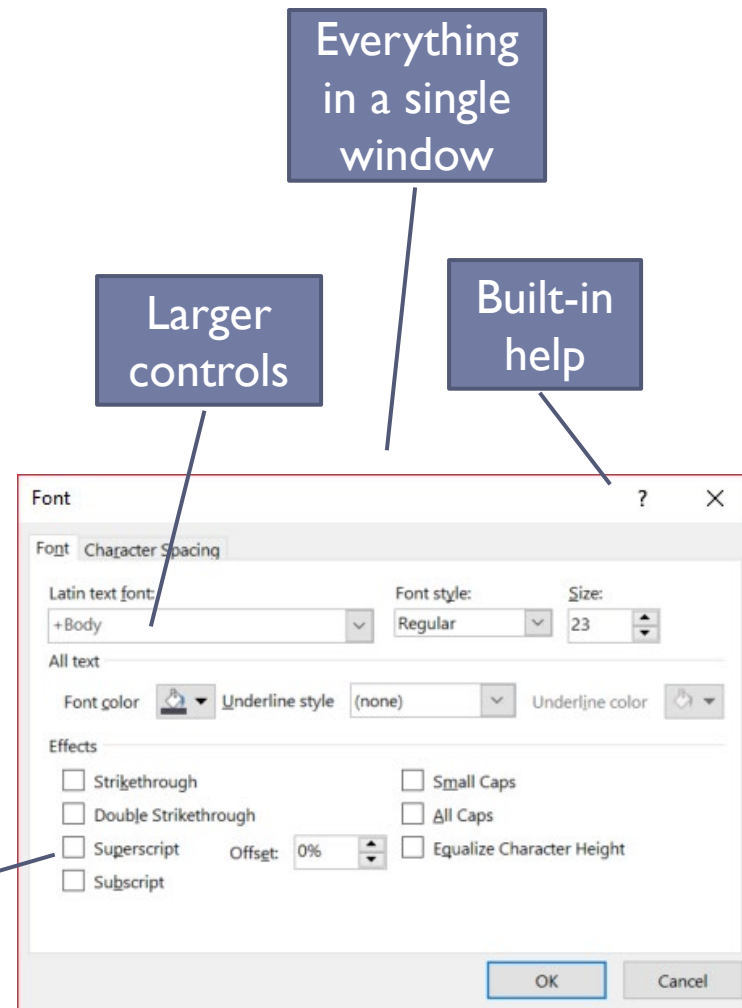 Everything
in a single
window
Larger
controls
Built-in
help
Font ? ×
Font Character Spacing
Latin text font: Font style: Size:
+Body Regular 23
All text
Font color Underline style (none) Underline color
Effects
Strikethrough Small Caps
Double Strikethrough All Caps
Superscript Offset: 0% Equalize Character Height
Subscript
OK Cancel